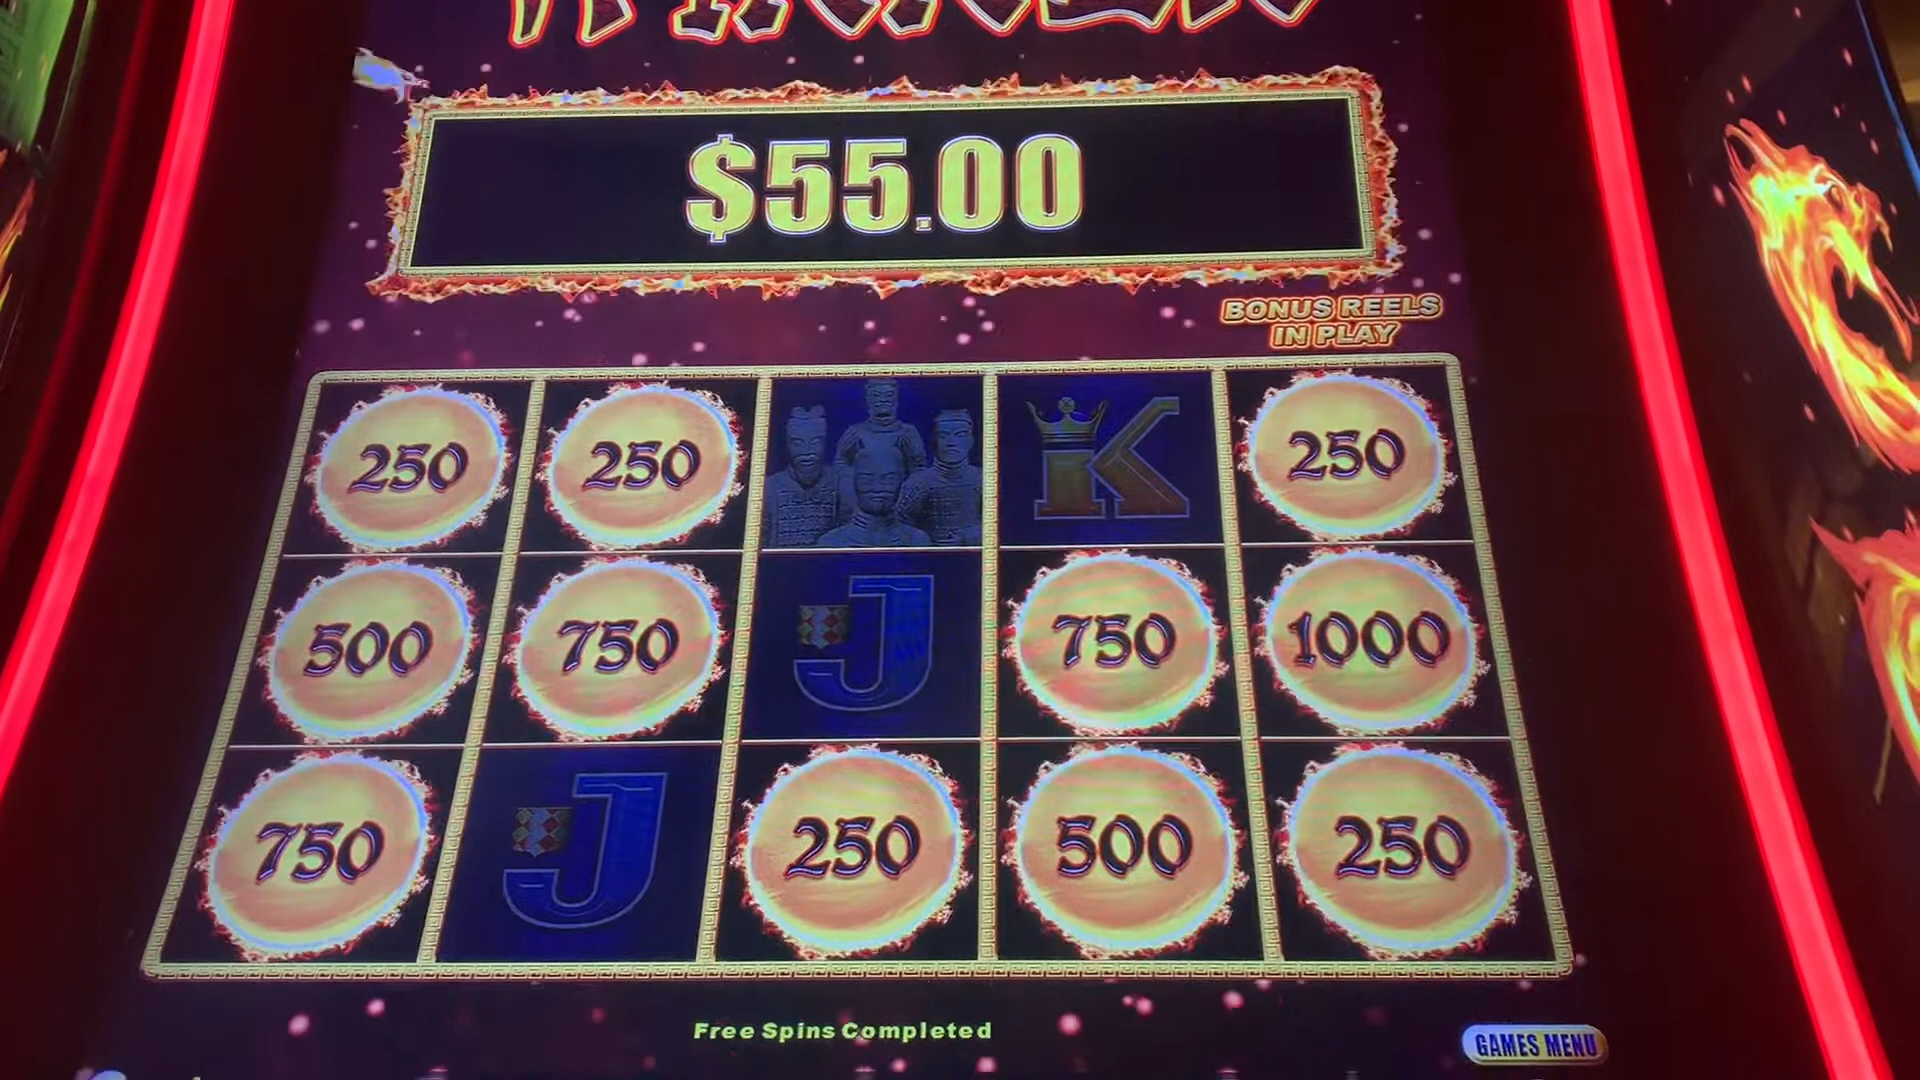 $55.00
BONUS REELS
IN PLAY
250 250 K 250
500 750 J 750 1000
750 J 250 500 250
Free Spins Completed
GAMES MENU